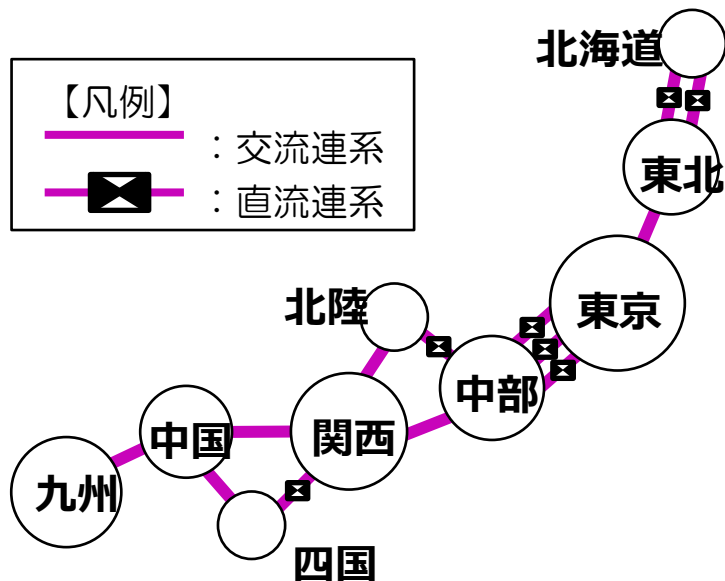 北海道
【凡例】
：交流連系
：直流連系
東北
北陸
東京
中部
中国
関西
九州
四国